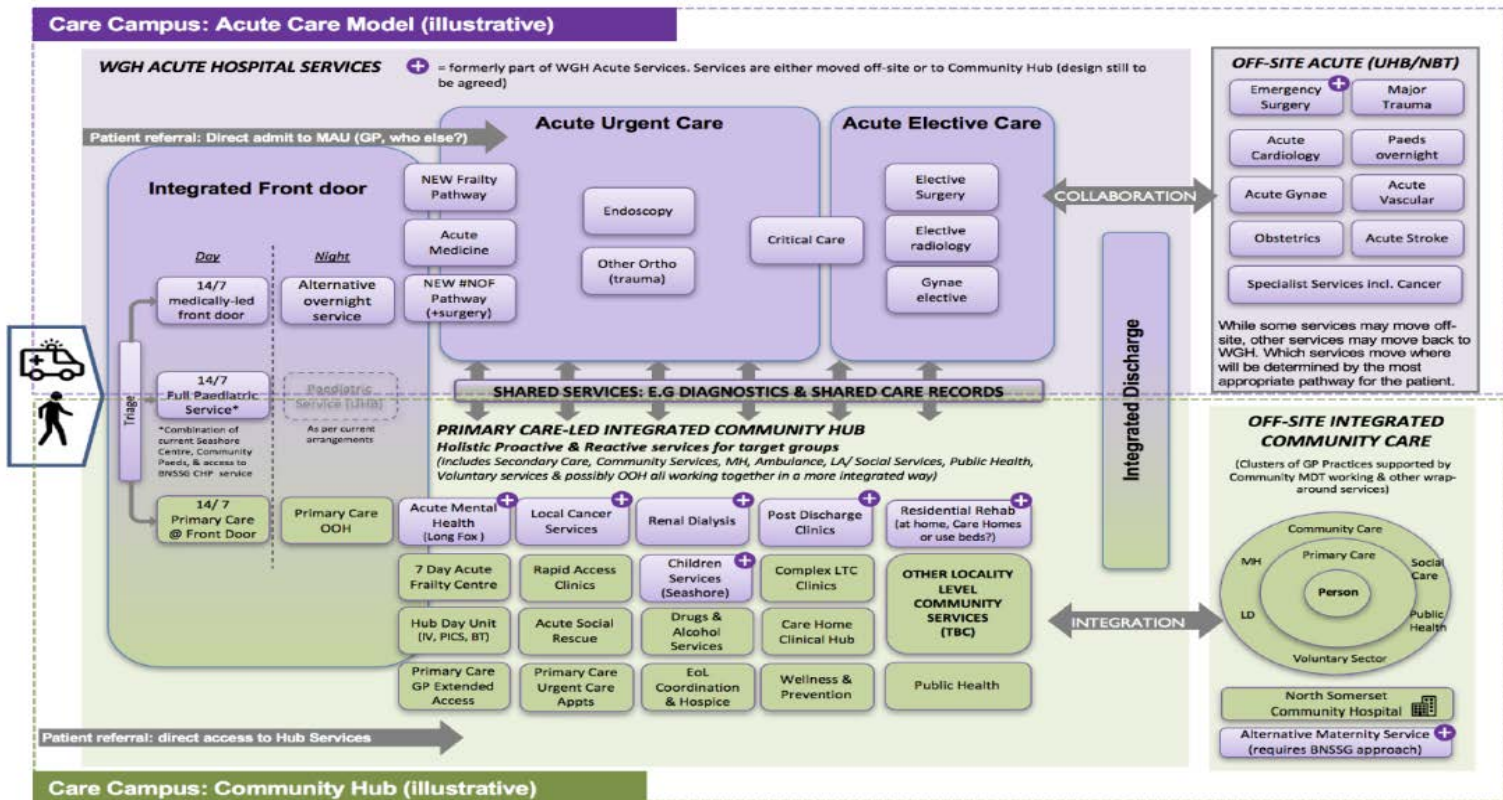 Care Campus: Acute Care Model (illustrative)
WGH ACUTE HOSPITAL SERVICES
= formerly part of WGH Acute Services. Services are either moved off-site or to Community Hub (design still to
be agreed)
Patient referral: Direct admit to MAU (GP, who else?)
Integrated Front door
Day
Night
14/7
medically-led
front door
Alternative
overnight
service
Triage
14/7
Full Paediatric
Service*
Paediatric
Service (UHB)
*Combination of
current Seashore
Centre, Community
Paeds, & access to
BNSSG CHP service
As per current
arrangements
14/ 7
Primary Care
@ Front Door
Primary Care
OOH
Acute Urgent Care
NEW Frailty
Pathway
Acute
Medicine
NEW #NOF
Pathway
(+surgery)
Endoscopy
Other Ortho
(trauma)
Critical Care
Acute Elective Care
Elective
Surgery
Elective
radiology
Gynae
elective
COLLABORATION
OFF-SITE ACUTE (UHB/NBT)
Emergency
Surgery
Major
Trauma
Acute
Cardiology
Paeds
overnight
Acute Gynae
Acute
Vascular
Obstetrics
Acute Stroke
Specialist Services incl. Cancer
While some services may move off-
site, other services may move back to
WGH. Which services move where
will be determined by the most
appropriate pathway for the patient.
Integrated Discharge
SHARED SERVICES: E.G DIAGNOSTICS & SHARED CARE RECORDS
PRIMARY CARE-LED INTEGRATED COMMUNITY HUB
Holistic Proactive & Reactive services for target groups
(includes Secondary Care, Community Services, MH, Ambulance, LA/ Social Services, Public Health,
Voluntary services & possibly OOH all working together in a more integrated way)
Acute Mental
Health
(Long Fox )
Local Cancer
Services
Renal Dialysis
Post Discharge
Clinics
Residential Rehab
(at home, Care Homes
or use beds?)
7 Day Acute
Frailty Centre
Rapid Access
Clinics
Children
Services
(Seashore)
Complex LTC
Clinics
OTHER LOCALITY
LEVEL
COMMUNITY
SERVICES
(TBC)
Hub Day Unit
(IV, PICS, BT)
Acute Social
Rescue
Drugs &
Alcohol
Services
Care Home
Clinical Hub
Primary Care
GP Extended
Access
Primary Care
Urgent Care
Appts
EoL
Coordination
& Hospice
Wellness &
Prevention
Public Health
INTEGRATION
OFF-SITE INTEGRATED
COMMUNITY CARE
(Clusters of GP Practices supported by
Community MDT working & other wrap-
around services)
Community Care
MH
Primary Care
Social
Care
Person
LD
Public
Health
Voluntary Sector
North Somerset
Community Hospital
Alternative Maternity Service
(requires BNSSG approach)
Patient referral: direct access to Hub Services
Care Campus: Community Hub (illustrative)